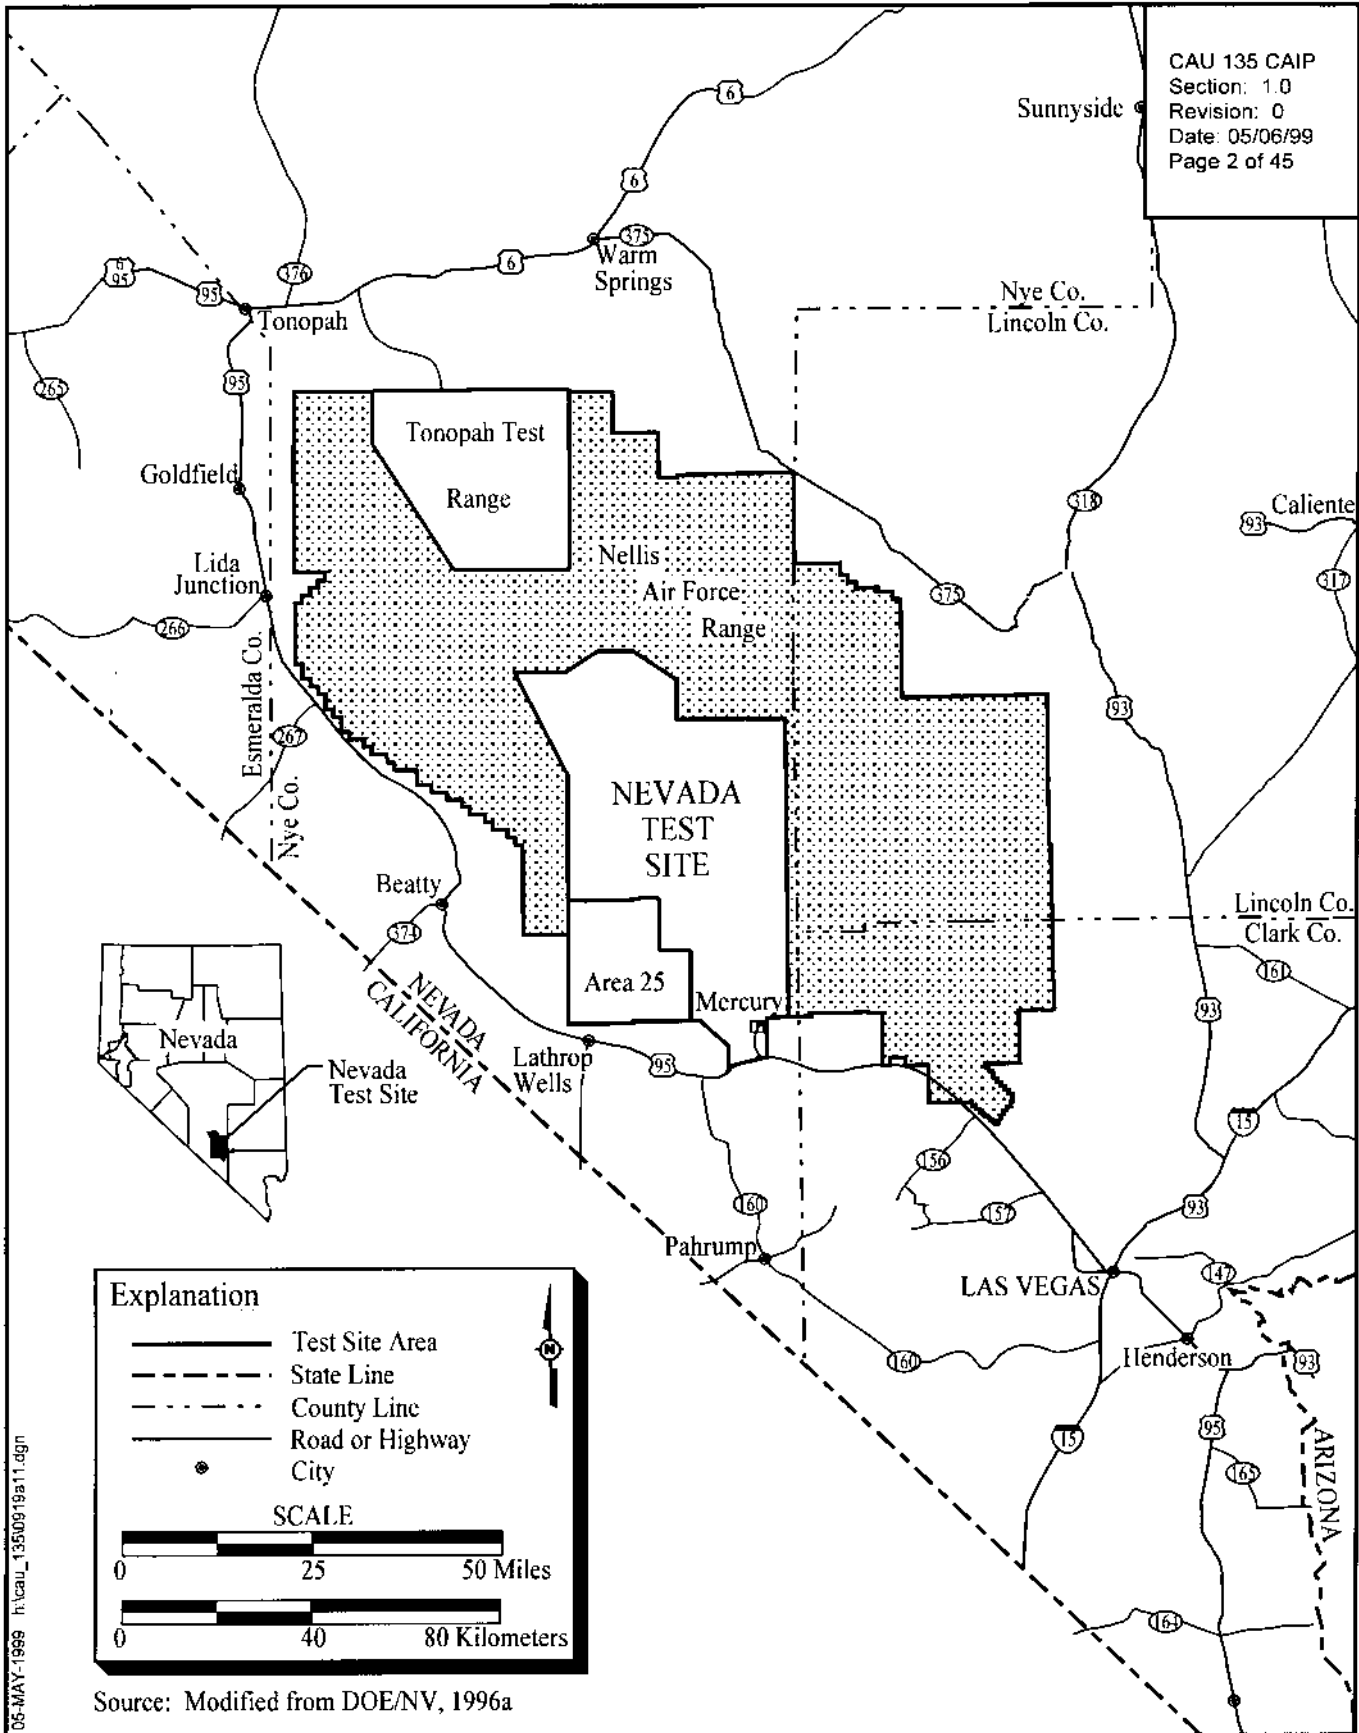 CAU 135 CAIP
Section: 1.0
Revision: 0
Date: 05/06/99
Page 2 of 45
6
Sunnyside
6
375
Warm
Springs
6
6
95
95
376
Tonopah
Nye Co.
Lincoln Co.
265
95
Tonopah Test
Range
Goldfield
318
Caliente
93
Nellis
Air Force
Range
Lida
Junction
375
317
266
Esmeralda Co.
Nye Co.
267
93
NEVADA
TEST
SITE
Beatty
374
Lincoln Co.
Clark Co.
161
Area 25
Mercury
93
NEVADA
CALIFORNIA
Nevada
Nevada
Test Site
Lathrop
Wells
95
15
156
157
160
93
Pahrump
LAS VEGAS
147
160
Henderson
93
15
95
165
ARIZONA
164
Explanation
N
Test Site Area
State Line
County Line
Road or Highway
City
SCALE
0 25 50 Miles
0 40 80 Kilometers
Source: Modified from DOE/NV, 1996a
05-MAY-1999 h:\cau_135\0919a11.dgn